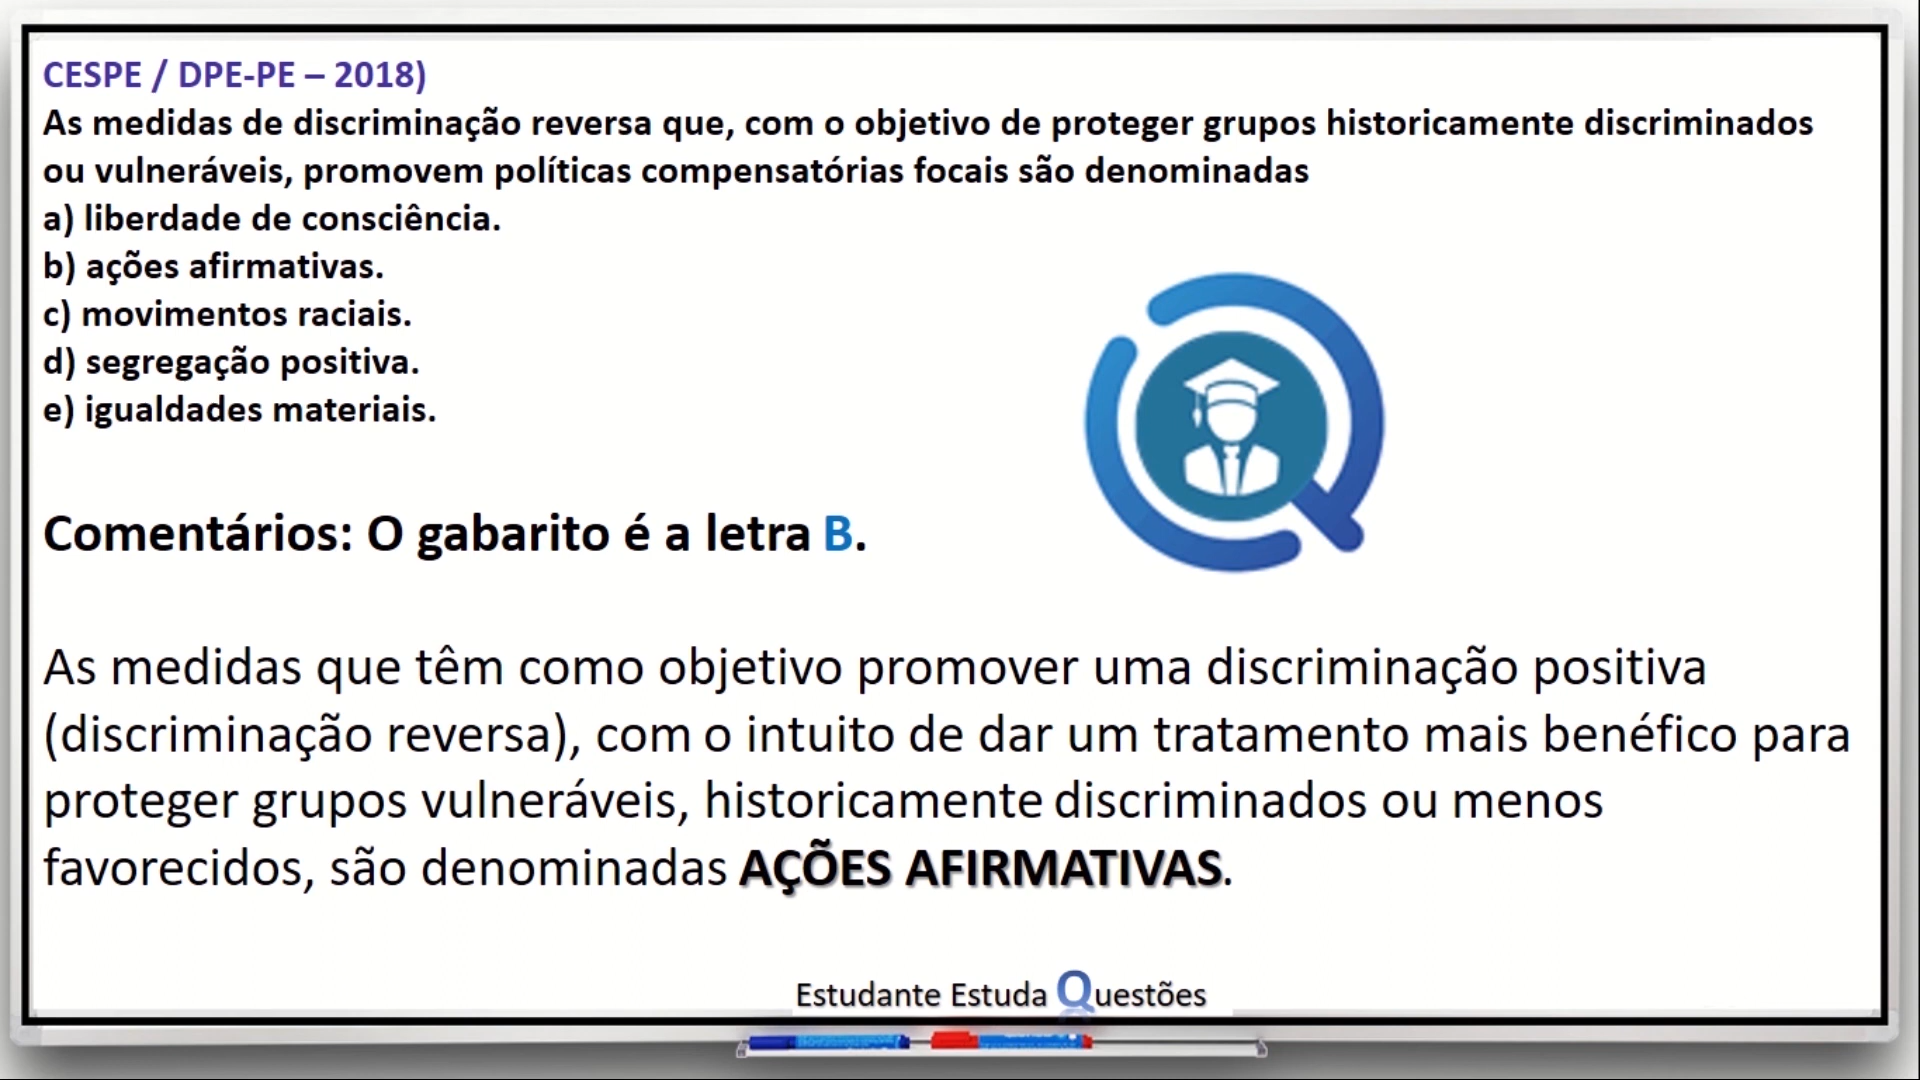 CESPE / DPE-PE – 2018)
As medidas de discriminação reversa que, com o objetivo de proteger grupos historicamente discriminados
ou vulneráveis, promovem políticas compensatórias focais são denominadas
a) liberdade de consciência.
b) ações afirmativas.
c) movimentos raciais.
d) segregação positiva.
e) igualdades materiais.
Comentários: O gabarito é a letra B.
As medidas que têm como objetivo promover uma discriminação positiva
(discriminação reversa), com o intuito de dar um tratamento mais benéfico para
proteger grupos vulneráveis, historicamente discriminados ou menos
favorecidos, são denominadas AÇÕES AFIRMATIVAS.
Estudante Estuda Questões